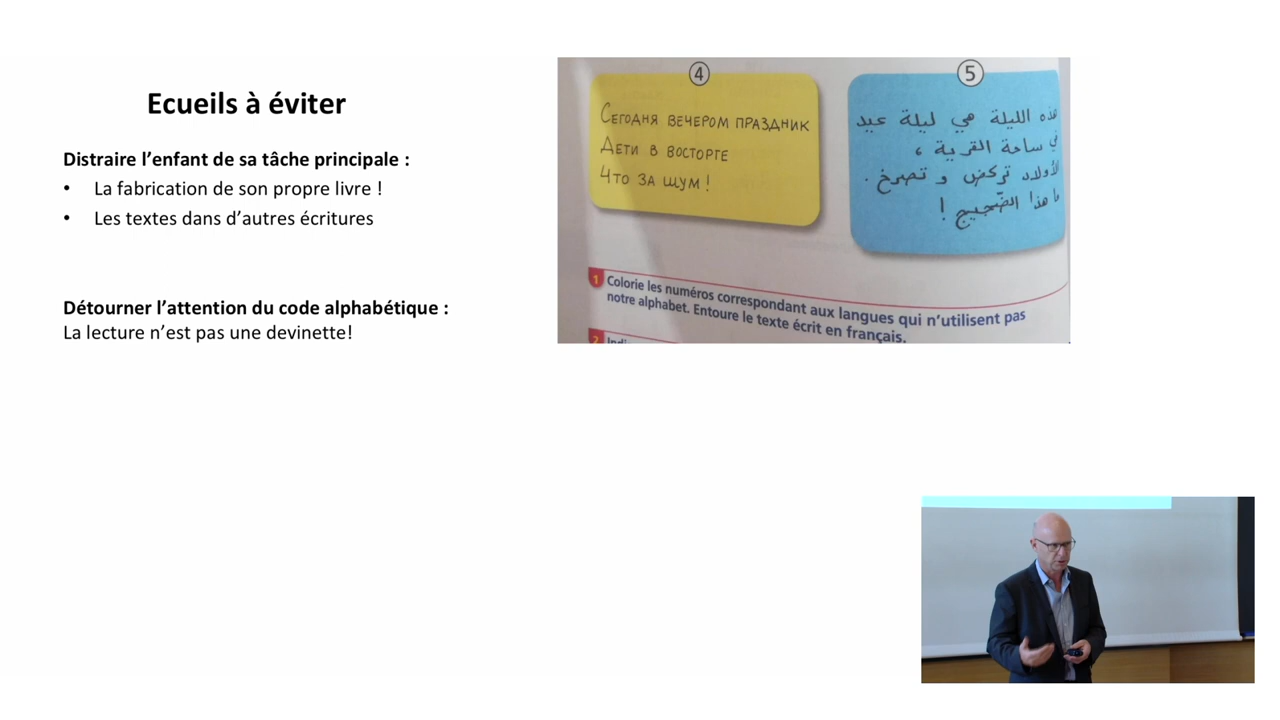 Ecueils à éviter
Distraire l’enfant de sa tâche principale :
• La fabrication de son propre livre !
• Les textes dans d’autres écritures
Détourner l’attention du code alphabétique :
La lecture n’est pas une devinette!
4
Сегодня вечером праздник
Дети в восторге
Что за шум !
5
هذه الليلة هي ليلة عيد
في ساحة القرية ،
الأولاد تركض و تصرخ .
ما هذا الضّجيج !
1 Colorie les numéros correspondant aux langues qui n’utilisent pas
notre alphabet. Entoure le texte écrit en français.
2